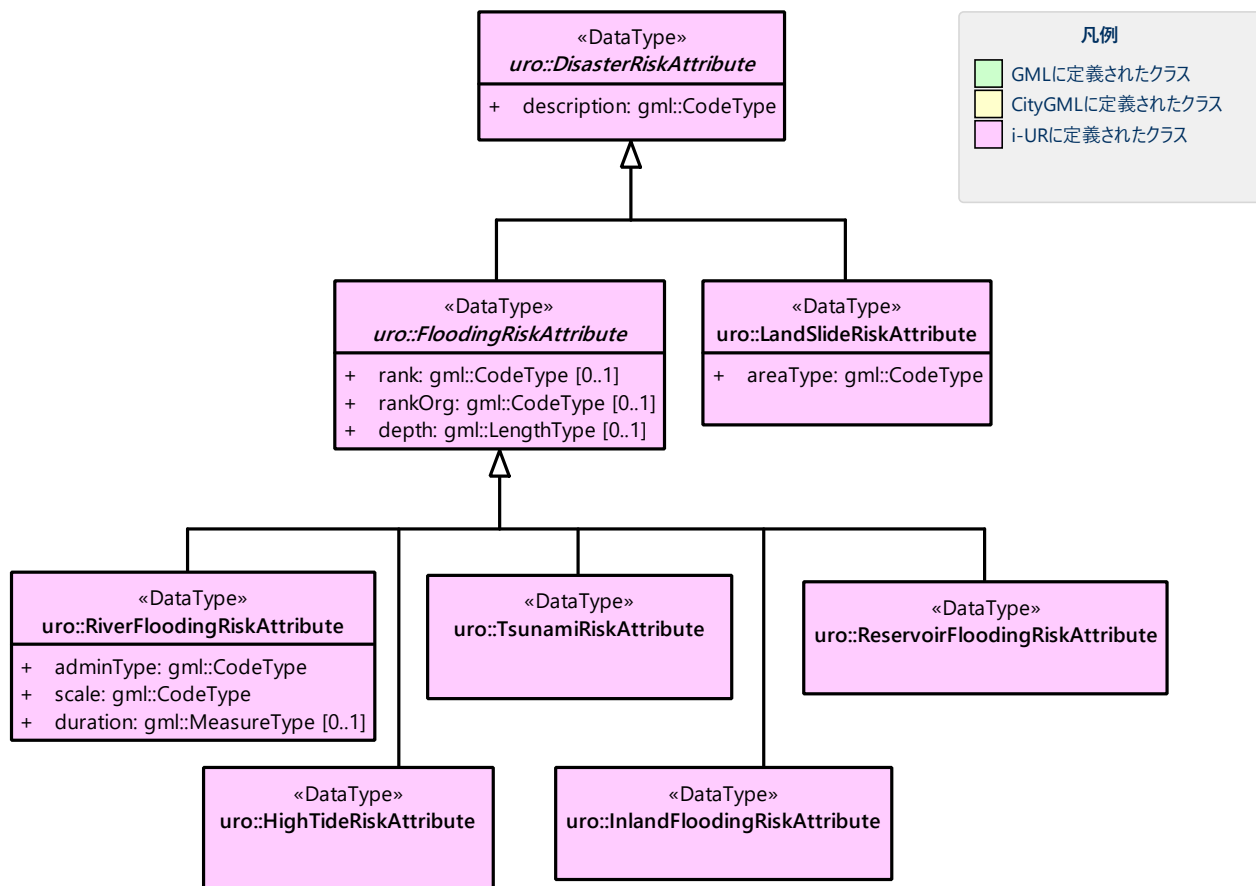 «DataType»
uro::DisasterRiskAttribute
+ description: gml::CodeType
凡例
GMLに定義されたクラス
CityGMLに定義されたクラス
i-URに定義されたクラス
«DataType»
uro::FloodingRiskAttribute
+ rank: gml::CodeType [0..1]
+ rankOrg: gml::CodeType [0..1]
+ depth: gml::LengthType [0..1]
«DataType»
uro::LandSlideRiskAttribute
+ areaType: gml::CodeType
«DataType»
uro::RiverFloodingRiskAttribute
+ adminType: gml::CodeType
+ scale: gml::CodeType
+ duration: gml::MeasureType [0..1]
«DataType»
uro::TsunamiRiskAttribute
«DataType»
uro::ReservoirFloodingRiskAttribute
«DataType»
uro::HighTideRiskAttribute
«DataType»
uro::InlandFloodingRiskAttribute